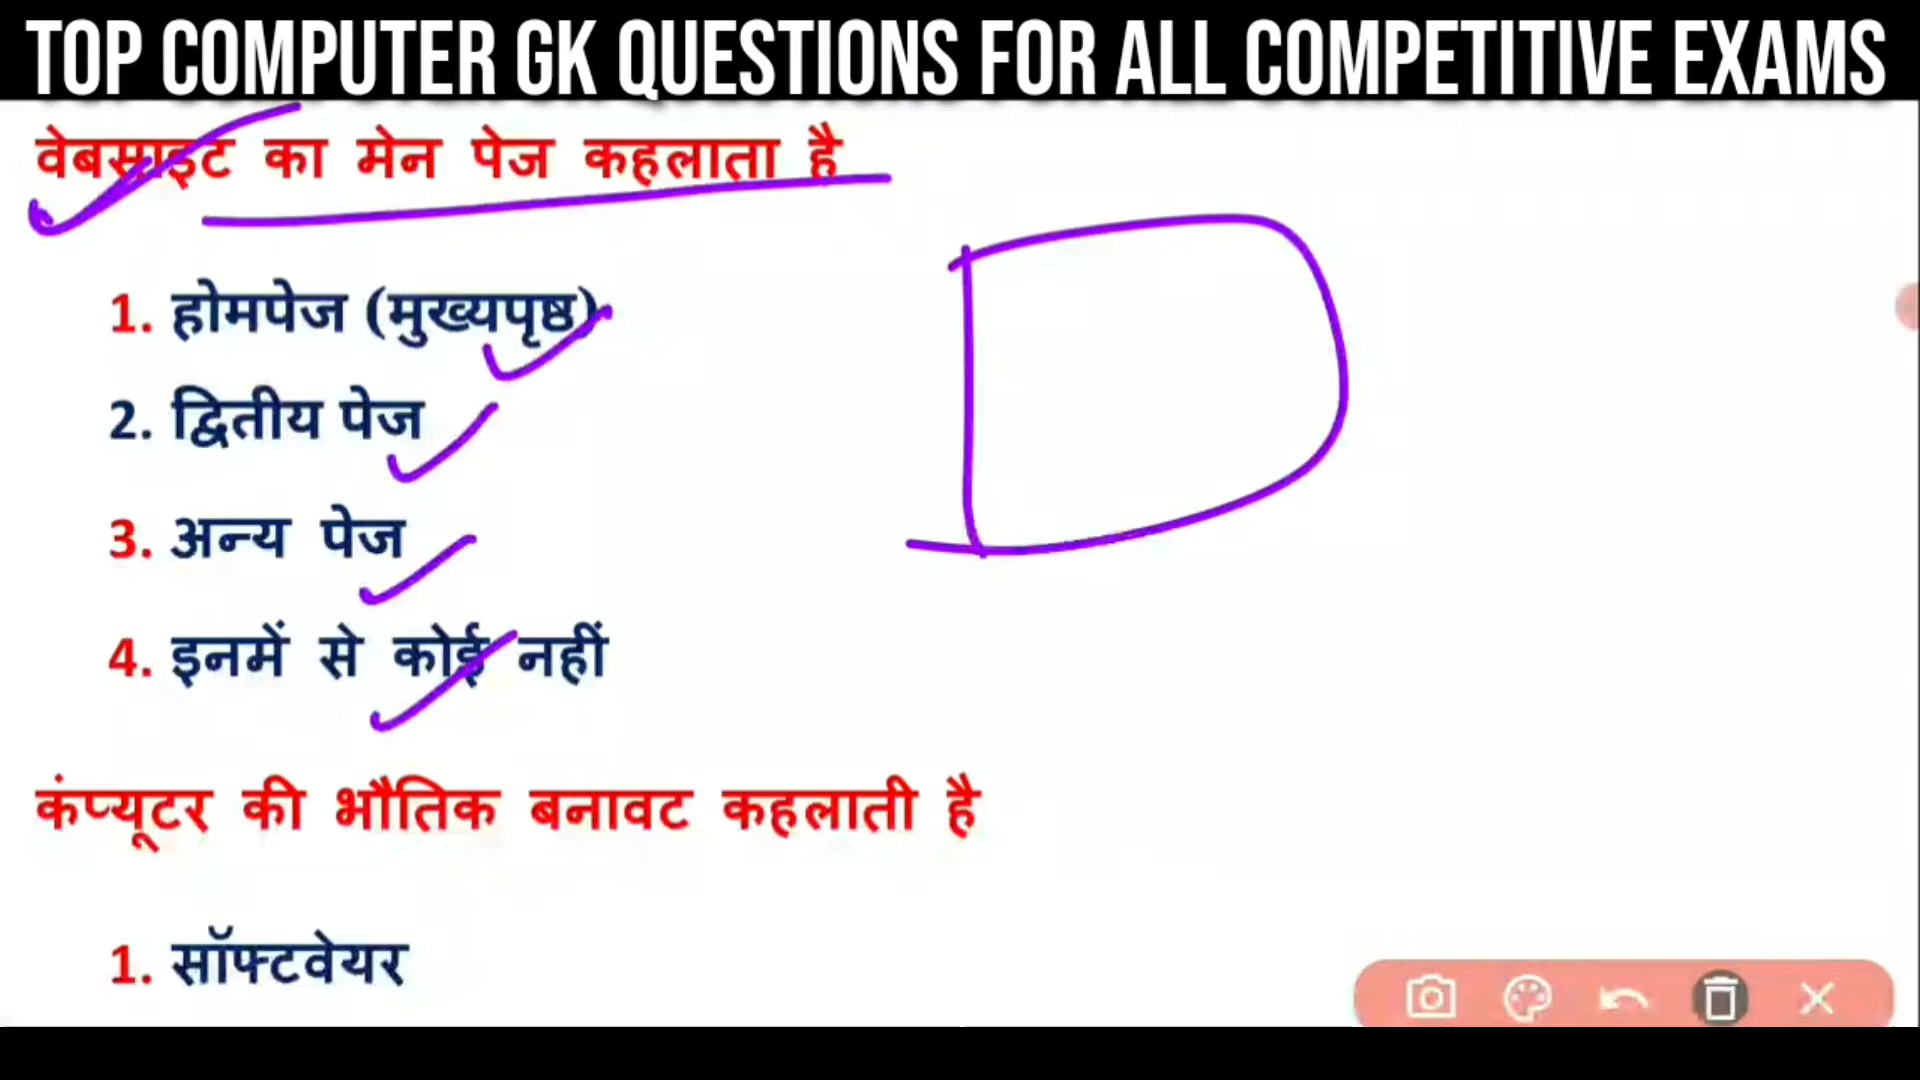 TOP COMPUTER GK QUESTIONS FOR ALL COMPETITIVE EXAMS
वेबसाइट का मेन पेज कहलाता है
1. होमपेज (मुख्यपृष्ठ)
2. द्वितीय पेज
3. अन्य पेज
4. इनमें से कोई नहीं
कंप्यूटर की भौतिक बनावट कहलाती है
1. सॉफ्टवेयर